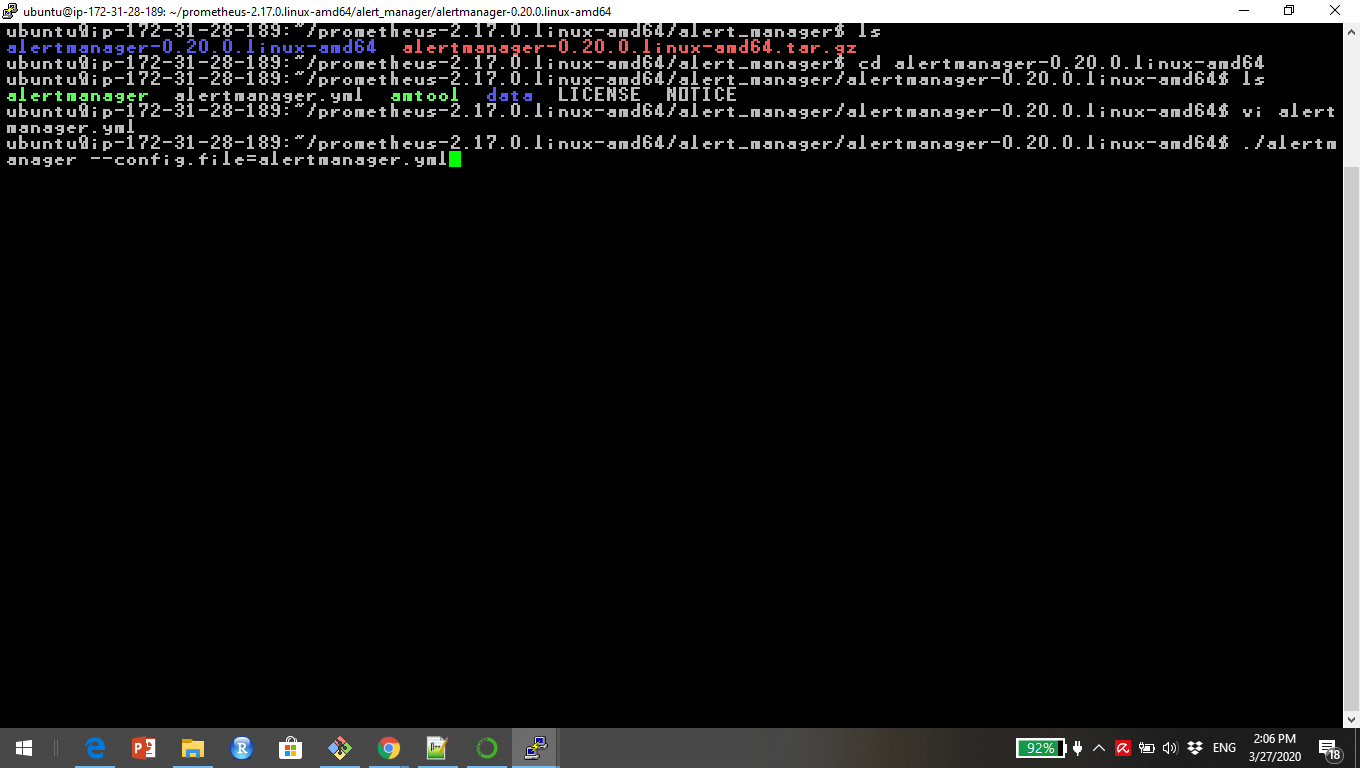 ubuntu@ip-172-31-28-189: ~/prometheus-2.17.0.linux-amd64/alert_manager/alertmanager-0.20.0.linux-amd64
ubuntu@ip-172-31-28-189:~/prometheus-2.17.0.linux-amd64/alert_manager$ ls
alertmanager-0.20.0.linux-amd64  alertmanager-0.20.0.linux-amd64.tar.gz
ubuntu@ip-172-31-28-189:~/prometheus-2.17.0.linux-amd64/alert_manager$ cd alertmanager-0.20.0.linux-amd64
ubuntu@ip-172-31-28-189:~/prometheus-2.17.0.linux-amd64/alert_manager/alertmanager-0.20.0.linux-amd64$ ls
alertmanager  alertmanager.yml  amtool  data  LICENSE  NOTICE
ubuntu@ip-172-31-28-189:~/prometheus-2.17.0.linux-amd64/alert_manager/alertmanager-0.20.0.linux-amd64$ vi alert
manager.yml
ubuntu@ip-172-31-28-189:~/prometheus-2.17.0.linux-amd64/alert_manager/alertmanager-0.20.0.linux-amd64$ ./alertm
anager --config.file=alertmanager.yml
92%
ENG
2:06 PM
3/27/2020
18